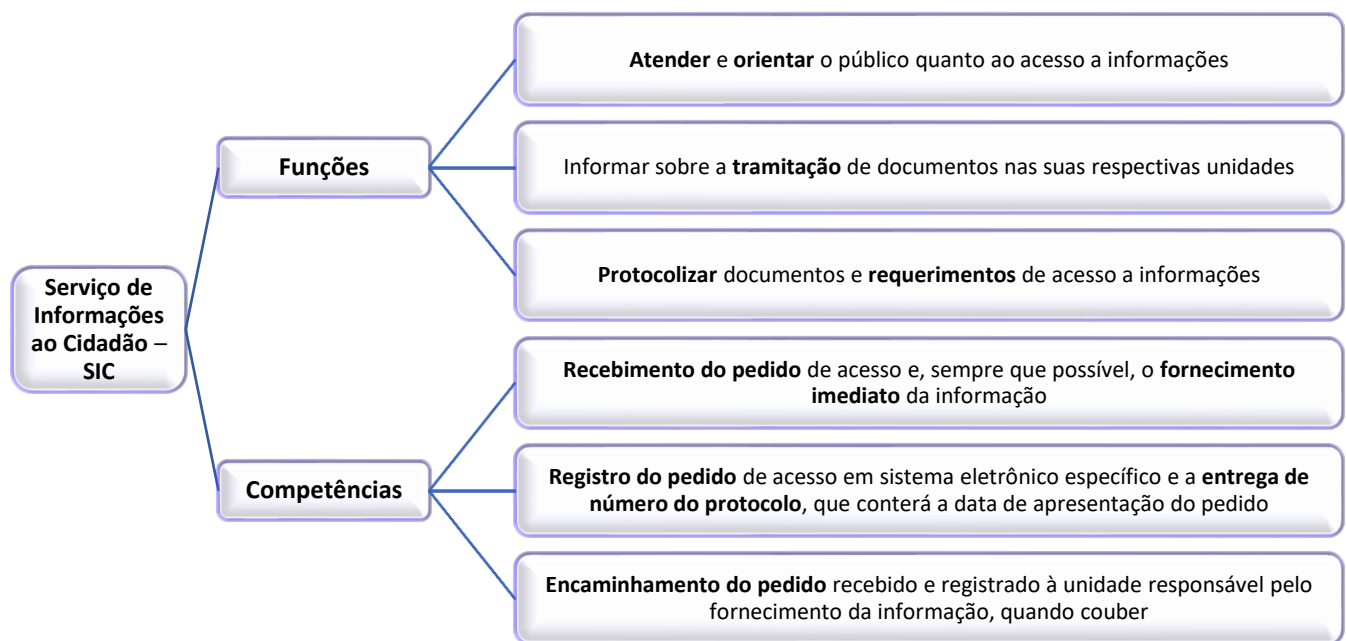 Serviço de
Informações
ao Cidadão –
SIC
Funções
Atender e orientar o público quanto ao acesso a informações
Informar sobre a tramitação de documentos nas suas respectivas unidades
Protocolizar documentos e requerimentos de acesso a informações
Competências
Recebimento do pedido de acesso e, sempre que possível, o fornecimento
imediato da informação
Registro do pedido de acesso em sistema eletrônico específico e a entrega de
número do protocolo, que conterá a data de apresentação do pedido
Encaminhamento do pedido recebido e registrado à unidade responsável pelo
fornecimento da informação, quando couber